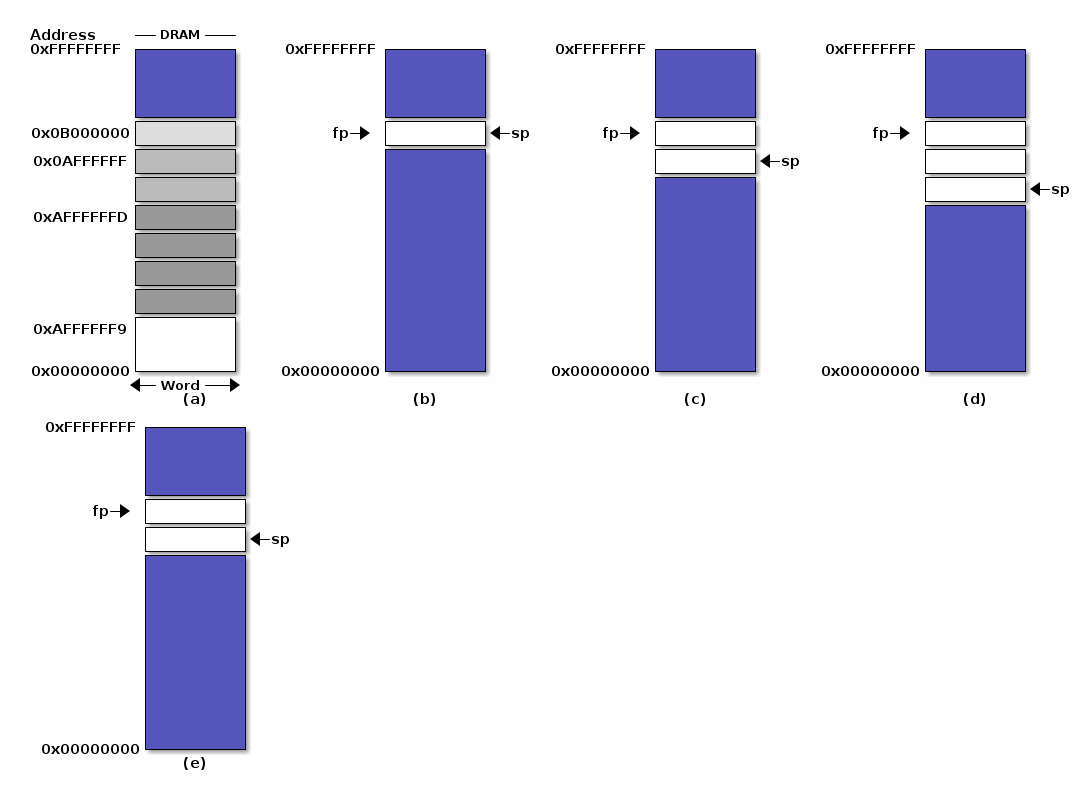 Address
DRAM
0xFFFFFFFF
0x0B000000
0x0AFFFFFF
0xAFFFFFFD
0xAFFFFFF9
0x00000000
Word
(a)
0xFFFFFFFF
fp
sp
0x00000000
(b)
0xFFFFFFFF
fp
sp
0x00000000
(c)
0xFFFFFFFF
fp
sp
0x00000000
(d)
0xFFFFFFFF
fp
sp
0x00000000
(e)